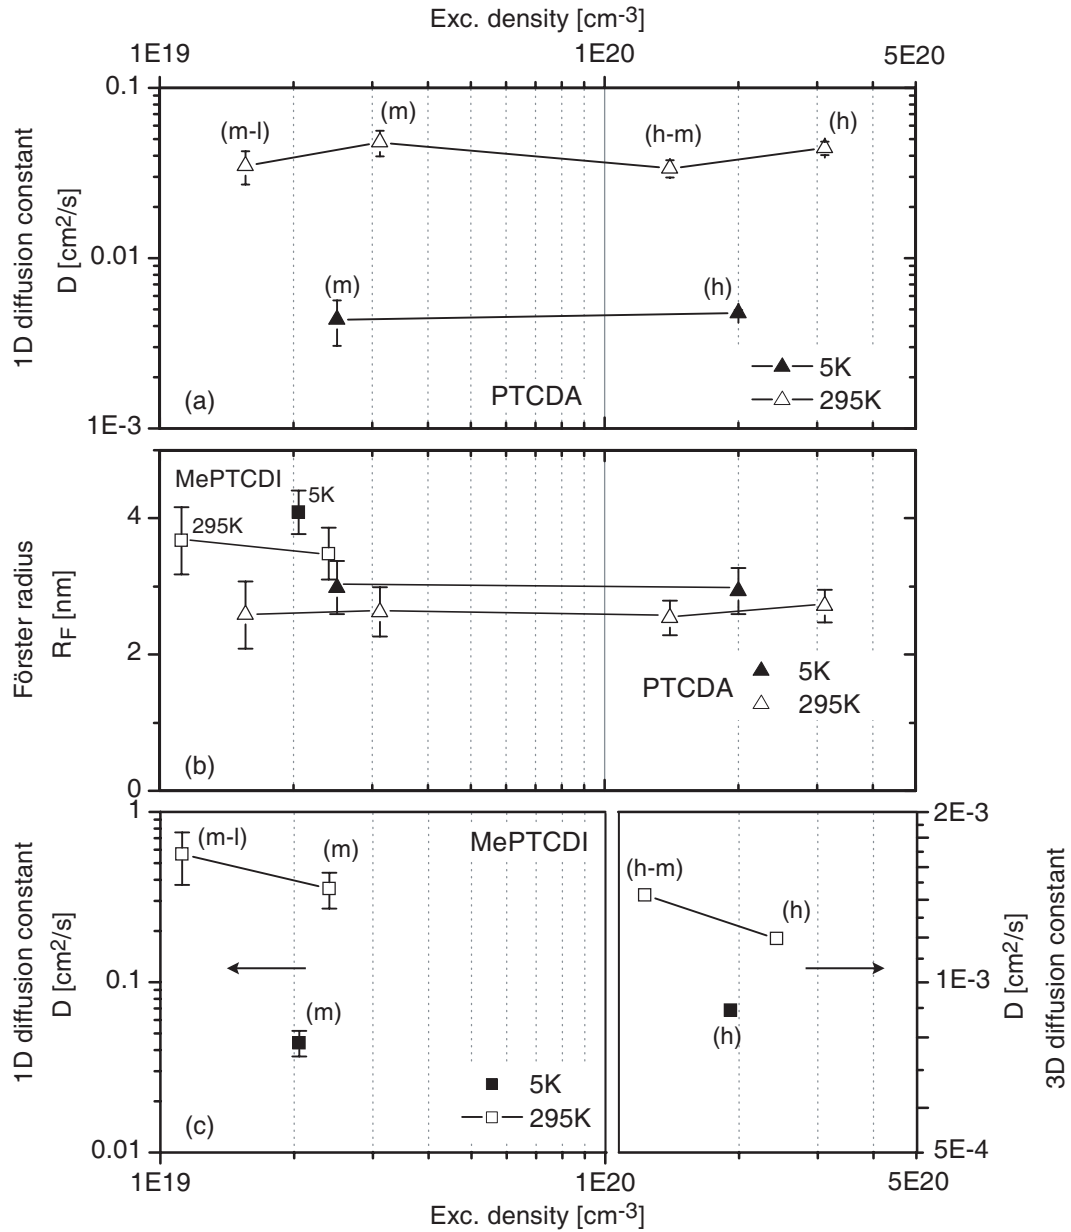 Exc. density [cm-3]
1E19 1E20 5E20
0.1
0.01
1E-3
1D diffusion constant
D [cm2/s]
(m-l) (m) (h-m) (h)
(m) (h)
5K
295K
(a) PTCDA
Förster radius
RF [nm]
4
2
0
MePTCDI
5K
295K
PTCDA
5K
295K
(b)
1D diffusion constant
D [cm2/s]
1
0.1
0.01
MePTCDI
(m-l) (m)
(m)
5K
295K
(c)
(h-m)
(h)
(h)
2E-3
1E-3
5E-4
D [cm2/s]
3D diffusion constant
1E19 1E20 5E20
Exc. density [cm-3]